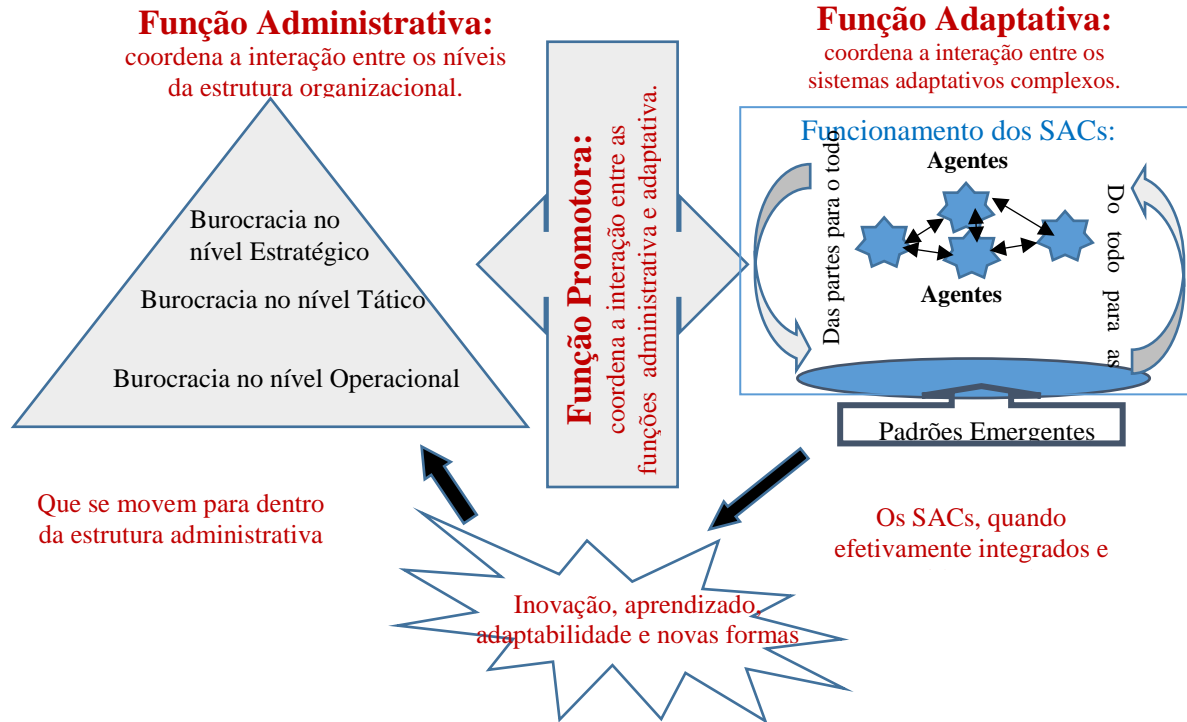 Função Administrativa:
coordena a interação entre os níveis
da estrutura organizacional.
Burocracia no
nível Estratégico
Burocracia no nível Tático
Burocracia no nível Operacional
Função Promotora:
coordena a interação entre as
funções administrativa e adaptativa.
Função Adaptativa:
coordena a interação entre os
sistemas adaptativos complexos.
Funcionamento dos SACs:
Das partes para o todo
Agentes
Agentes
Do todo para as
Padrões Emergentes
Que se movem para dentro
da estrutura administrativa
Os SACs, quando
efetivamente integrados e
Inovação, aprendizado,
adaptabilidade e novas formas